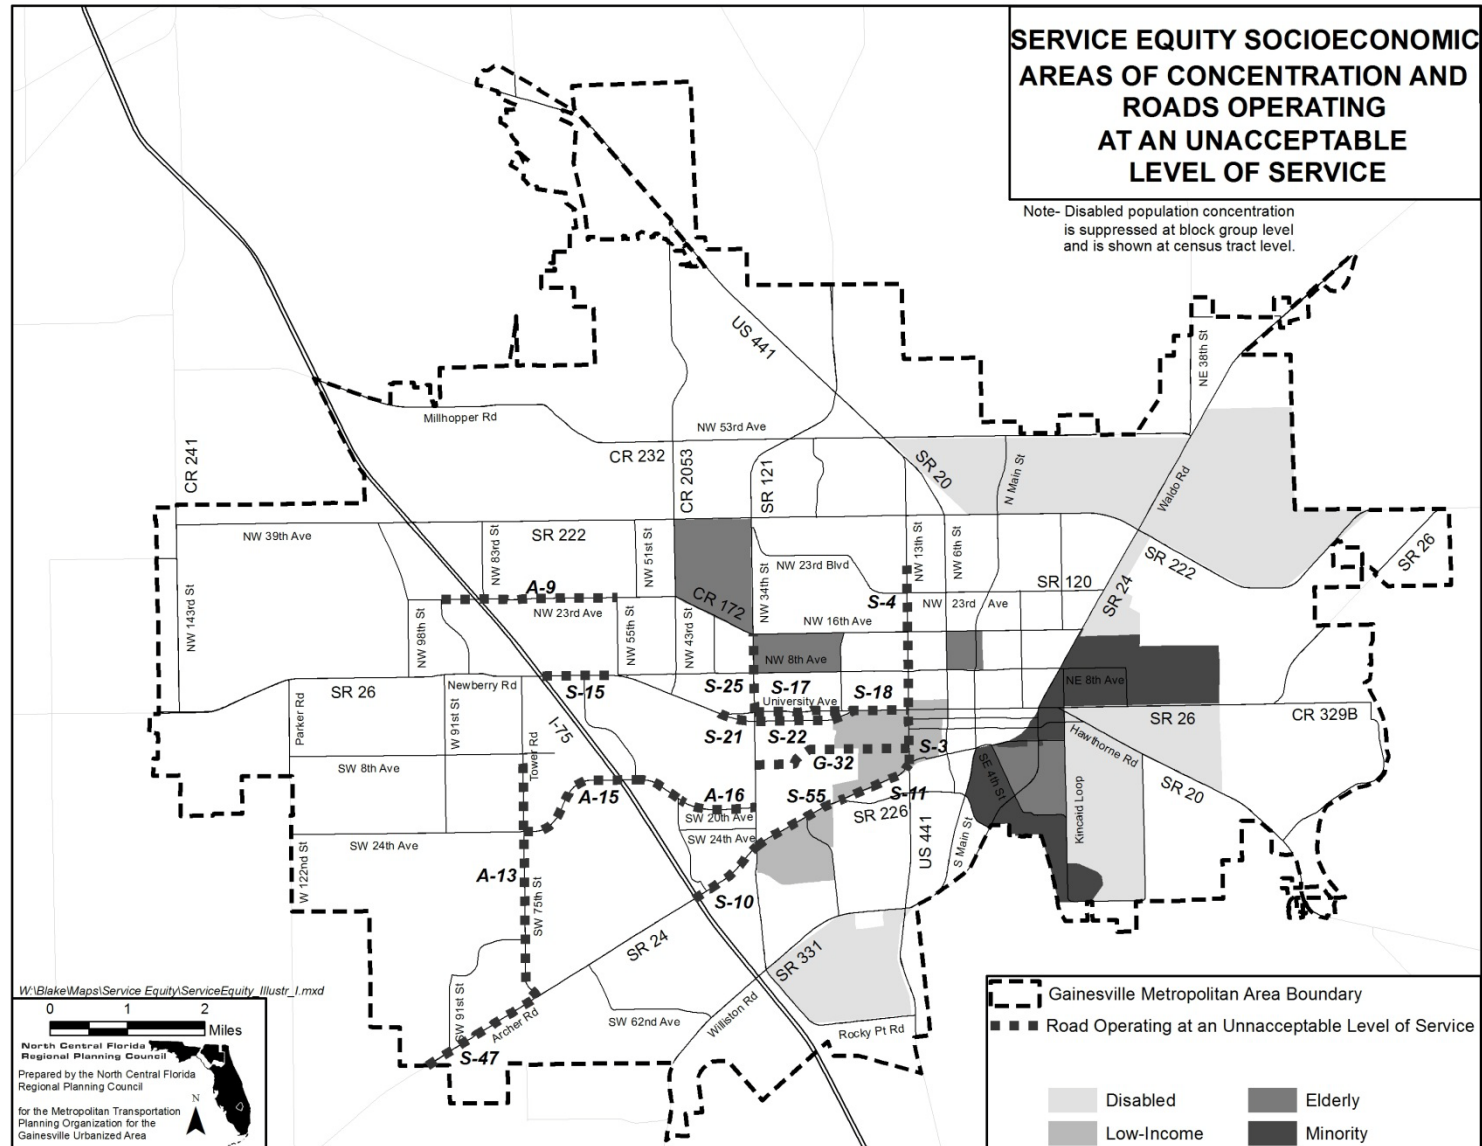 SERVICE EQUITY SOCIOECONOMIC
AREAS OF CONCENTRATION AND
ROADS OPERATING
AT AN UNACCEPTABLE
LEVEL OF SERVICE
Note- Disabled population concentration
is suppressed at block group level
and is shown at census tract level.
US 441
NE 38th St
Millhopper Rd
NW 53rd Ave
CR 241
CR 232
CR 2053
SR 121
SR 20
N Main St
Waldo Rd
NW 39th Ave
NW 83rd St
SR 222
NW 51st St
NW 34th St
NW 23rd Blvd
NW 13th St
NW 6th St
SR 120
SR 24
SR 222
SR 26
A-9
CR 172
S-4
NW 23rd Ave
NW 143rd St
NW 98th St
NW 23rd Ave
NW 55th St
NW 43rd St
NW 16th Ave
NW 8th Ave
NE 8th Ave
SR 26
Newberry Rd
S-15
S-25
S-17
S-18
University Ave
SR 26
CR 329B
Parker Rd
W 91st St
I-75
Tower Rd
S-21
S-22
S-3
Hawthorne Rd
SW 8th Ave
G-32
SE 4th St
A-15
A-16
S-55
S-11
SR 20
SW 20th Ave
SR 226
Kincaid Loop
W 122nd St
SW 24th Ave
SW 24th Ave
US 441
S Main St
A-13
SW 75th St
S-10
SR 24
SR 331
W:\Blake\Maps\Service Equity\ServiceEquity_Illustr_I.mxd
SW 91st St
Archer Rd
SW 62nd Ave
Williston Rd
Rocky Pt Rd
S-47
0 1 2
Miles
North Central Florida
Regional Planning Council
Prepared by the North Central Florida
Regional Planning Council
for the Metropolitan Transportation
Planning Organization for the
Gainesville Urbanized Area
N
Gainesville Metropolitan Area Boundary
Road Operating at an Unnacceptable Level of Service
Disabled
Elderly
Low-Income
Minority